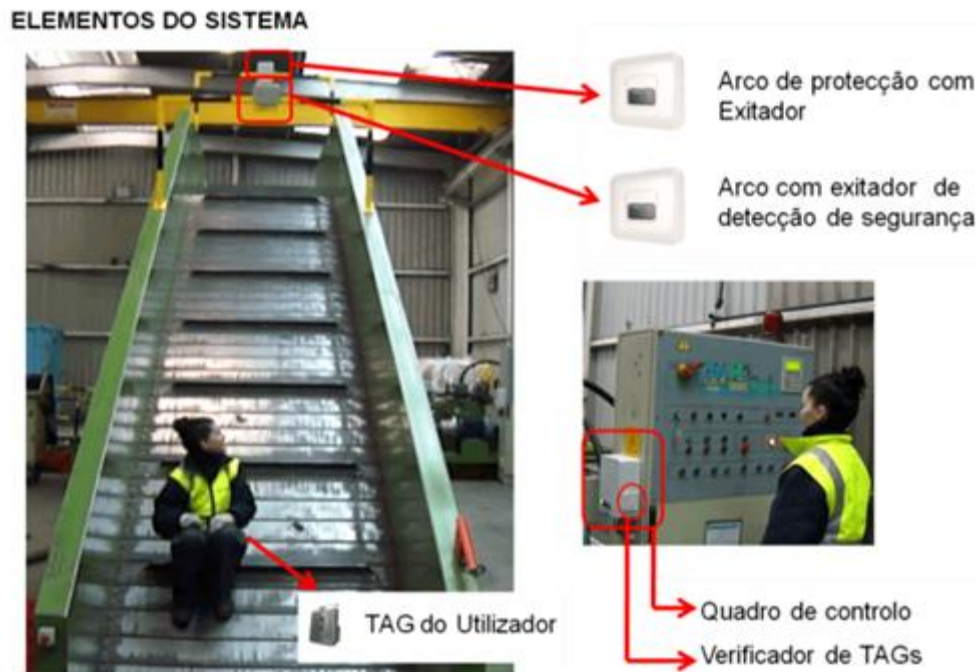 ELEMENTOS DO SISTEMA
Arco de protecção com
Exitador
Arco com exitador de
detecção de segurança
TAG do Utilizador
Quadro de controlo
Verificador de TAGs